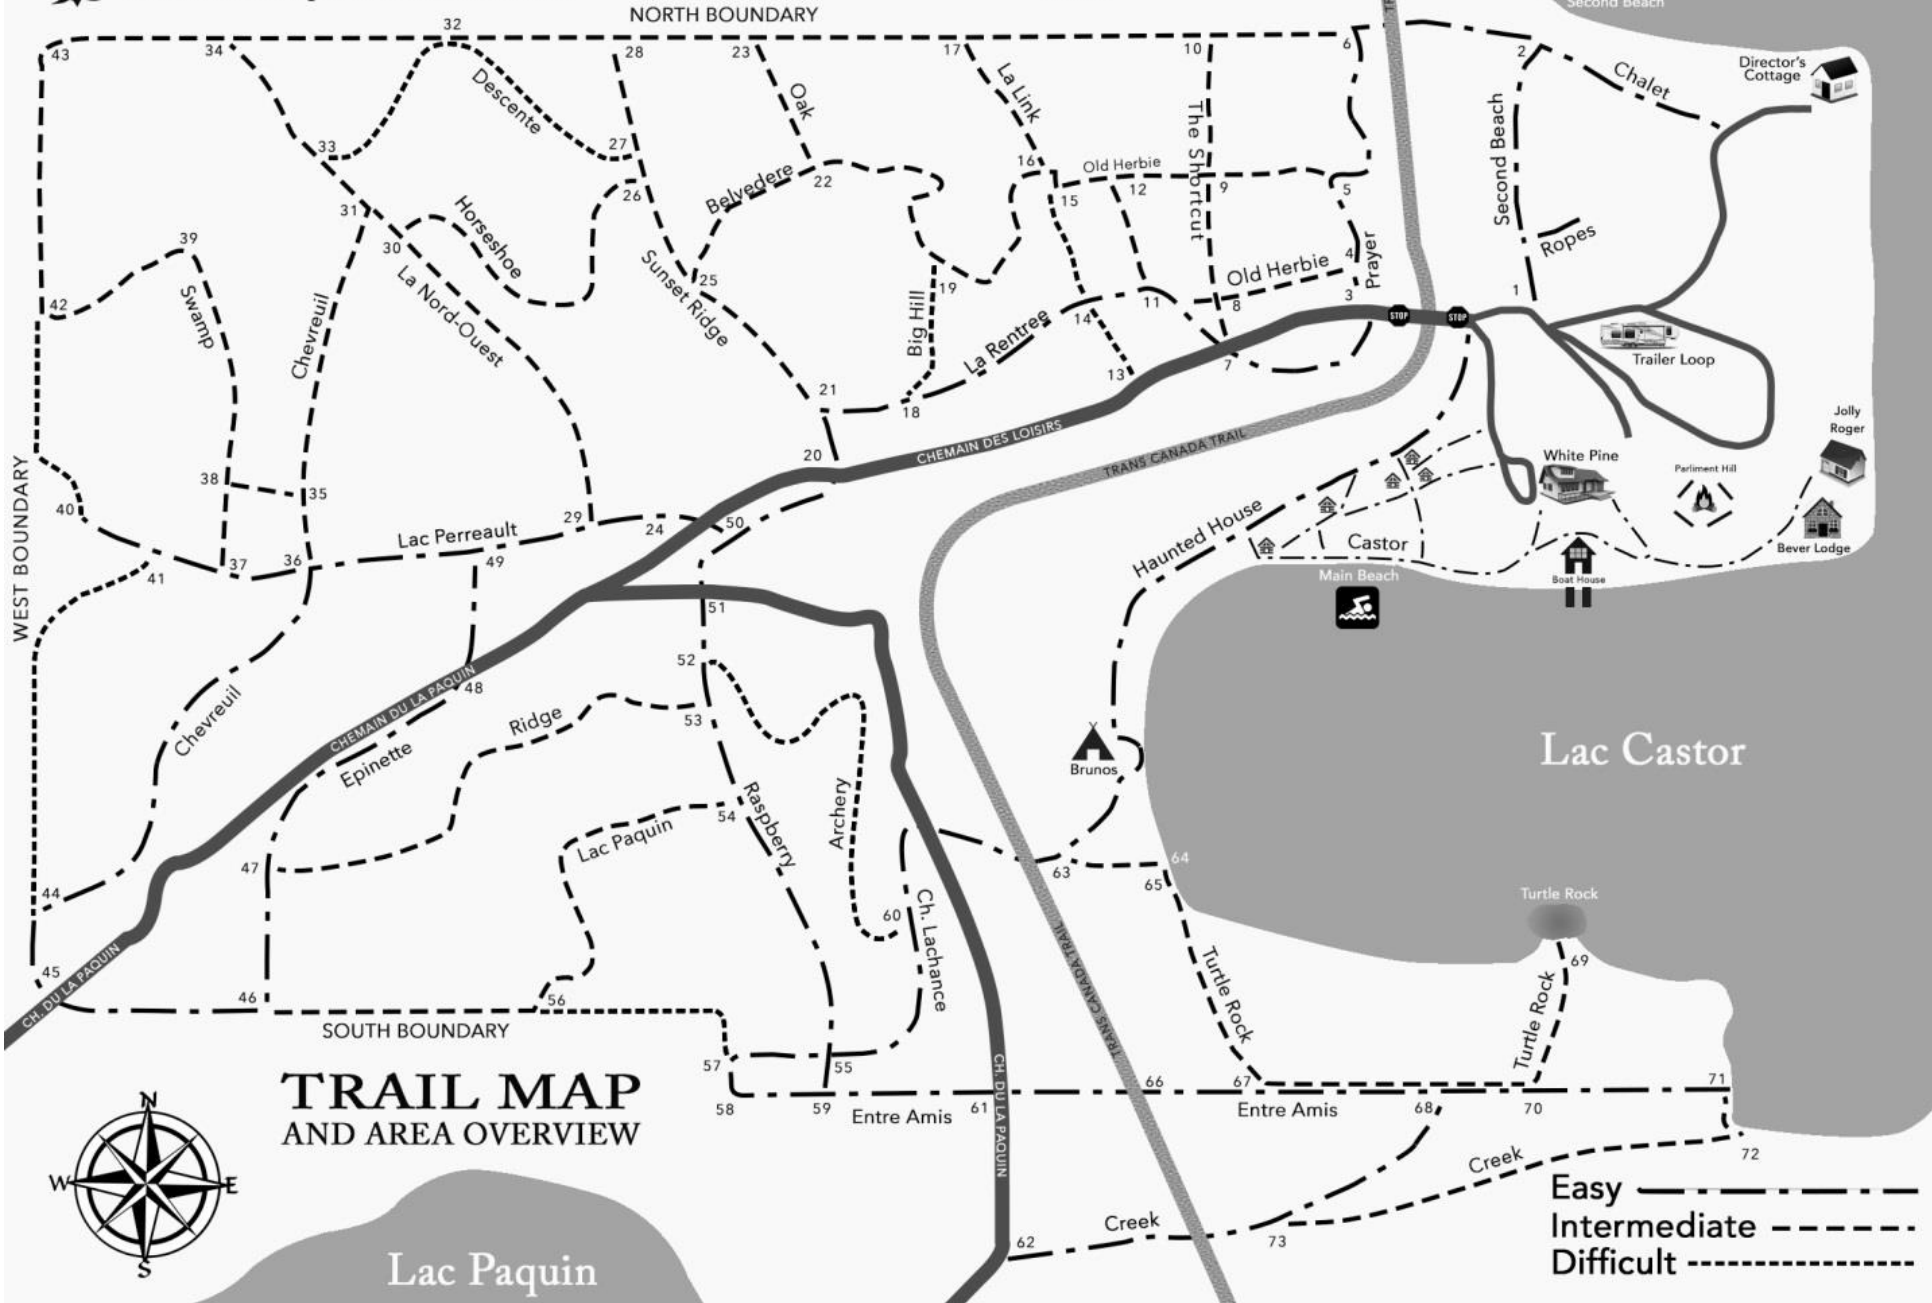 Second Beach
NORTH BOUNDARY
TR
43
34
32
28
23
17
10
6
2
Chalet
Director's
Cottage
Descente
Oak
La Link
The Shortcut
Second Beach
33
27
26
Belvedere
22
16
Old Herbie
15
12
9
5
31
30
Horseshoe
39
Swamp
42
Chevreuil
La Nord-Ouest
Sunset Ridge
25
19
Big Hill
La Rentree
14
11
8
Old Herbie
4
3
Prayer
STOP
STOP
1
Ropes
Trailer Loop
21
18
13
7
20
CHEMAIN DES LOISIRS
TRANS CANADA TRAIL
Jolly
Roger
White Pine
Parliment Hill
WEST BOUNDARY
38
35
40
29
24
50
Lac Perreault
Haunted House
Castor
Bever Lodge
41
37
36
49
Main Beach
Boat House
51
52
48
CHEMAIN DU LA PAQUIN
Chevreuil
Epinette
Ridge
53
Brunos
Lac Castor
Raspberry
Archery
54
Lac Paquin
47
63
64
65
44
60
Ch. Lachance
Turtle Rock
69
45
CH. DU LA PAQUIN
46
56
SOUTH BOUNDARY
TRANS CANADA TRAIL
TRANS CANADA TRAIL
Turtle Rock
Turtle Rock
57
55
58
59
Entre Amis
61
CH. DU LA PAQUIN
66
67
Entre Amis
68
70
71
72
TRAIL MAP
AND AREA OVERVIEW
N
W
E
S
Creek
Creek
62
73
Lac Paquin
Easy
Intermediate
Difficult